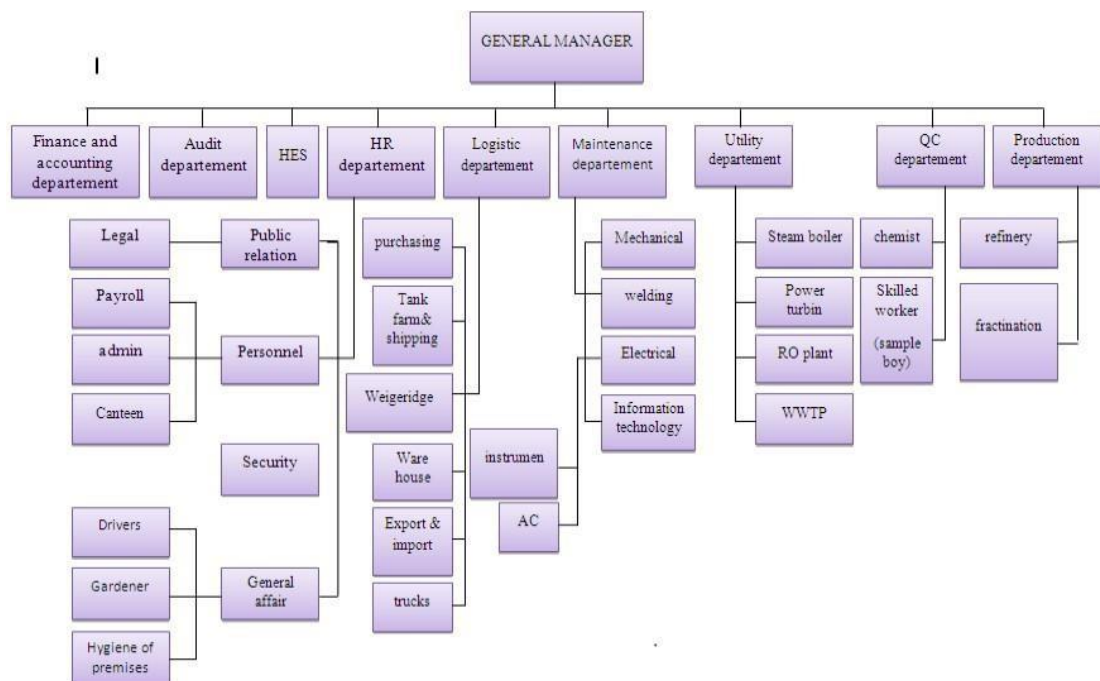 GENERAL MANAGER
Finance and
accounting
departement
Audit
departement
HES
HR
departement
Logistic
departement
Maintenance
departement
Utility
departement
QC
departement
Production
departement
Legal
Public
relation
Payroll
admin
Personnel
Canteen
Security
Drivers
Gardener
General
affair
Hygiene of
premises
purchasing
Tank
farm&
shipping
Weigeridge
Ware
house
Export &
import
trucks
Mechanical
welding
Electrical
Information
technology
instrumen
AC
Steam boiler
Power
turbin
RO plant
WWTP
chemist
Skilled
worker
(sample
boy)
refinery
fractination